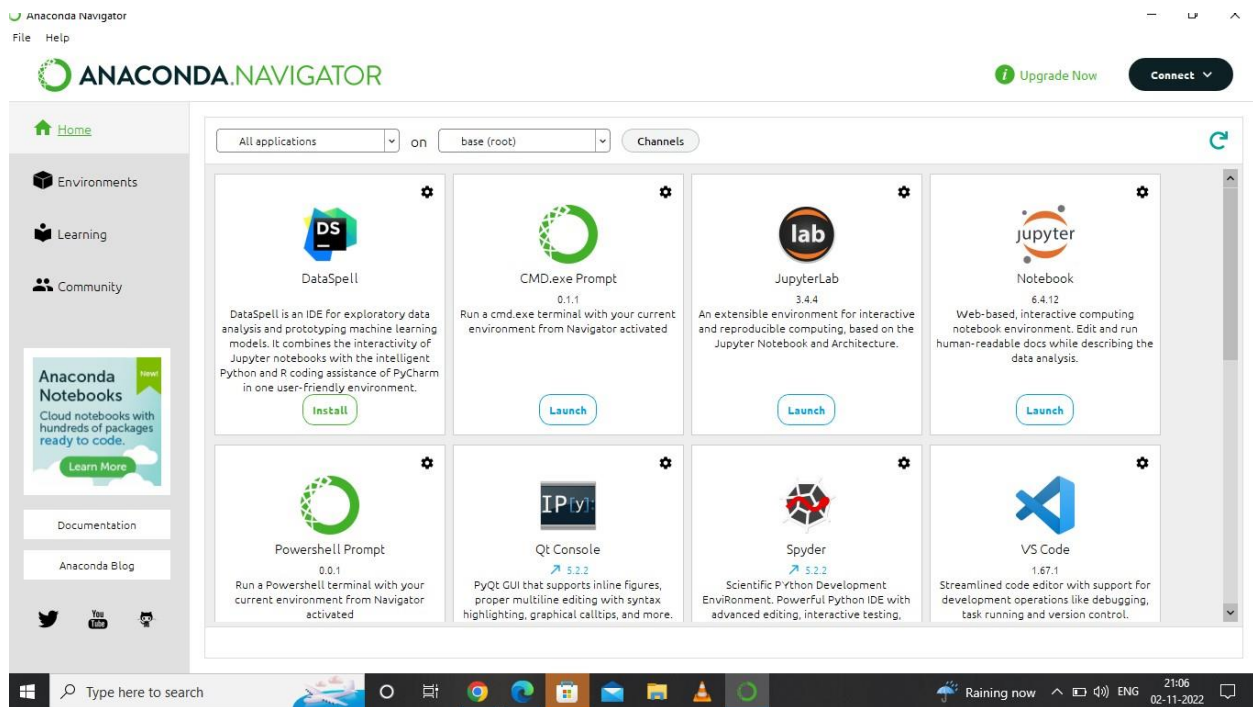 Anaconda Navigator
File Help
ANACONDA.NAVIGATOR
i Upgrade Now
Connect
Home
All applications on base (root) Channels
Environments
Learning
Community
Anaconda Notebooks
New!
Cloud notebooks with
hundreds of packages
ready to code.
Learn More
Documentation
Anaconda Blog
You
Tube
DS
DataSpell
DataSpell is an IDE for exploratory data
analysis and prototyping machine learning
models. It combines the interactivity of
Jupyter notebooks with the intelligent
Python and R coding assistance of PyCharm
in one user-friendly environment.
Install
CMD.exe Prompt
0.1.1
Run a cmd.exe terminal with your current
environment from Navigator activated
Launch
lab
JupyterLab
3.4.4
An extensible environment for interactive
and reproducible computing, based on the
Jupyter Notebook and Architecture.
Launch
jupyter
Notebook
6.4.12
Web-based, interactive computing
notebook environment. Edit and run
human-readable docs while describing the
data analysis.
Launch
Powershell Prompt
0.0.1
Run a Powershell terminal with your
current environment from Navigator
activated
IP[y]:
Qt Console
5.2.2
PyQt GUI that supports inline figures,
proper multiline editing with syntax
highlighting, graphical calltips, and more.
Spyder
5.2.2
Scientific PYthon Development
EnviRonment. Powerful Python IDE with
advanced editing, interactive testing,
VS Code
1.67.1
Streamlined code editor with support for
development operations like debugging,
task running and version control.
Type here to search
Raining now
ENG
21:06
02-11-2022